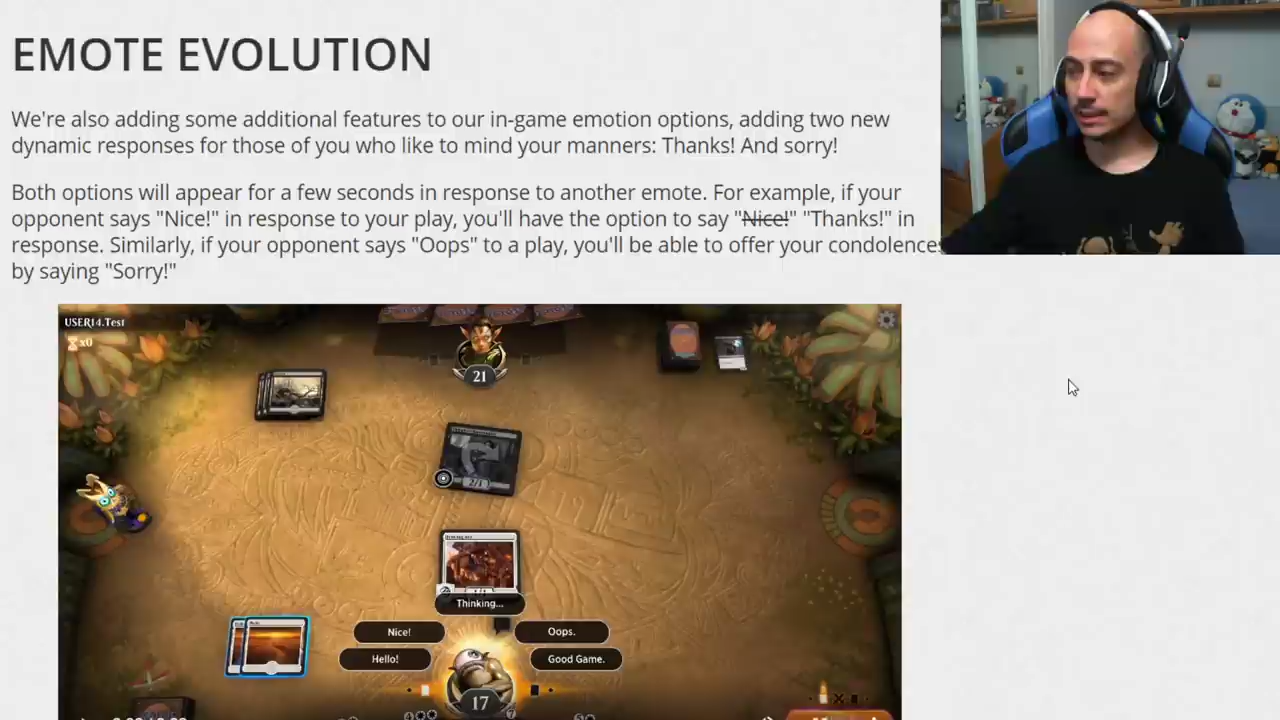 EMOTE EVOLUTION
We're also adding some additional features to our in-game emotion options, adding two new
dynamic responses for those of you who like to mind your manners: Thanks! And sorry!
Both options will appear for a few seconds in response to another emote. For example, if your
opponent says "Nice!" in response to your play, you'll have the option to say "Nice!" "Thanks!" in
response. Similarly, if your opponent says "Oops" to a play, you'll be able to offer your condolences
by saying "Sorry!"
USER14.Test
x0
21
2/1
Thinking...
Nice!
Oops.
Hello!
Good Game.
17